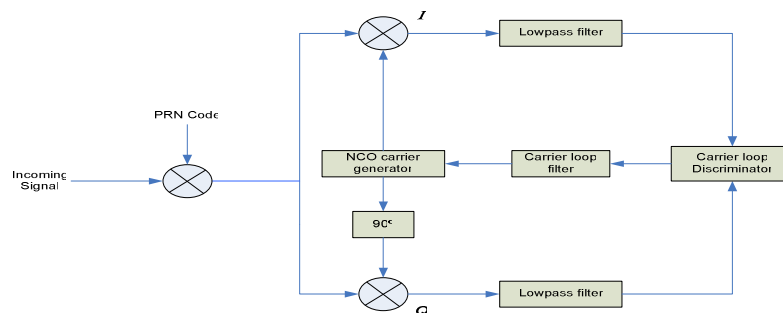 I
Lowpass filter
PRN Code
Incoming
Signal
NCO carrier
generator
Carrier loop
filter
Carrier loop
Discriminator
90°
Lowpass filter
Q